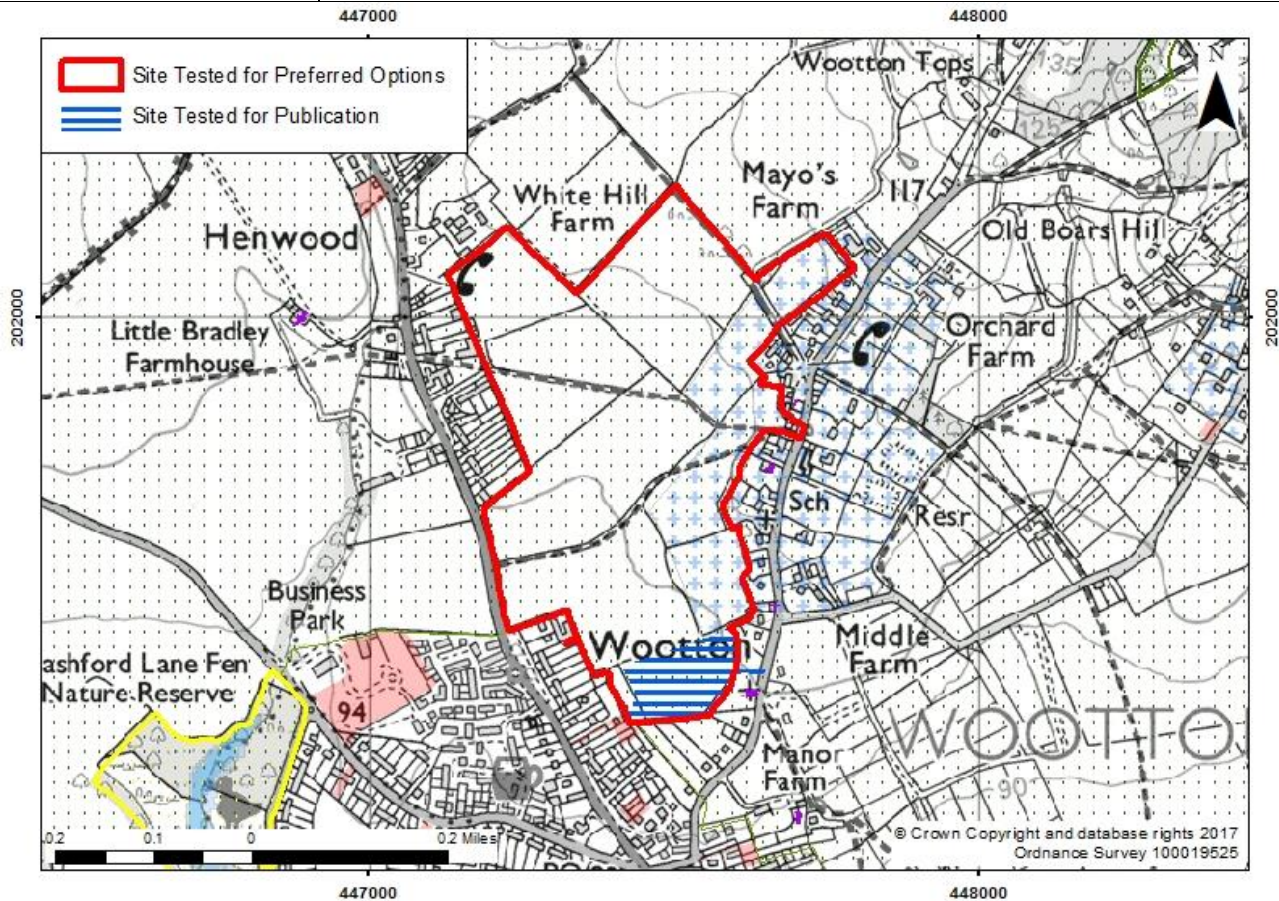 447000
448000
Site Tested for Preferred Options
Site Tested for Publication
Wootton Tops
135
N
125
Mayo's
Farm
117
White Hill
Farm
Henwood
Old Boars Hill
202000
202000
Little Bradley
Farmhouse
Orchard
Farm
Sch
Resr
Business
Park
Wootton
Middle
Farm
ashford Lane Fen
Nature Reserve
94
WOOTTO
Manor
Farm
90
0.2 0.1 0 0.2 Miles
© Crown Copyright and database rights 2017
Ordnance Survey 100019525
447000
448000